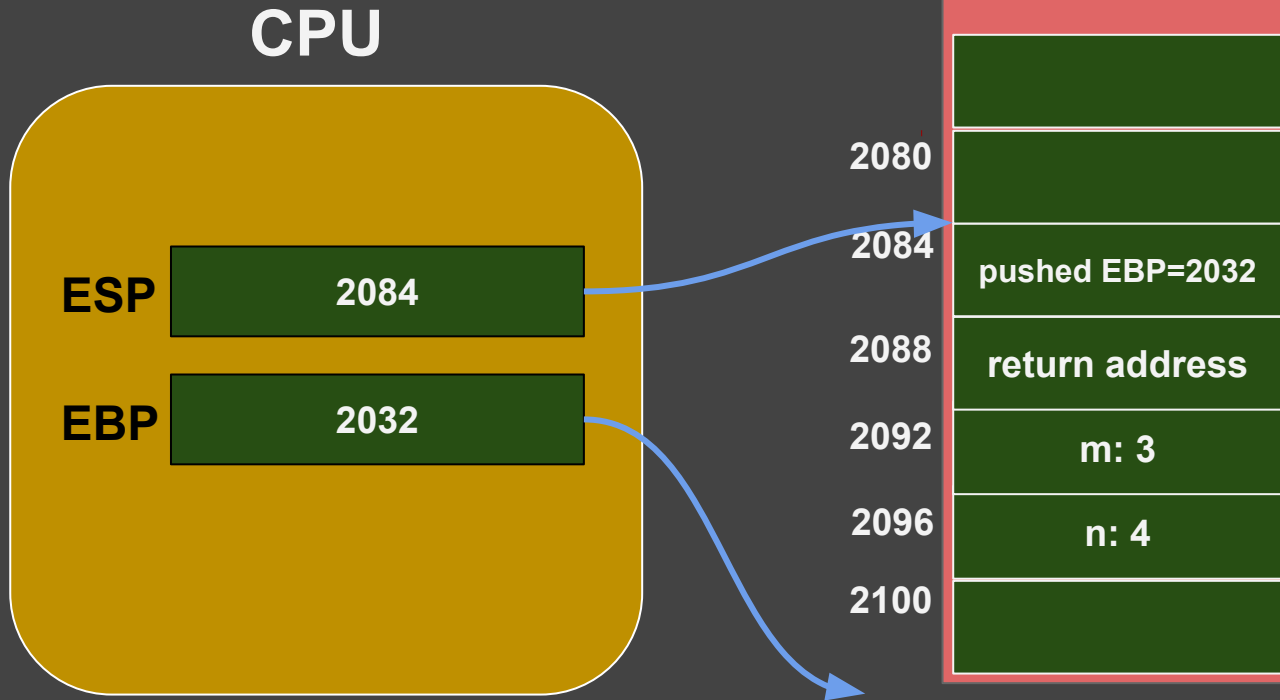 CPU
2080
2084
pushed EBP=2032
ESP
2084
2088
return address
EBP
2032
2092
m: 3
2096
n: 4
2100